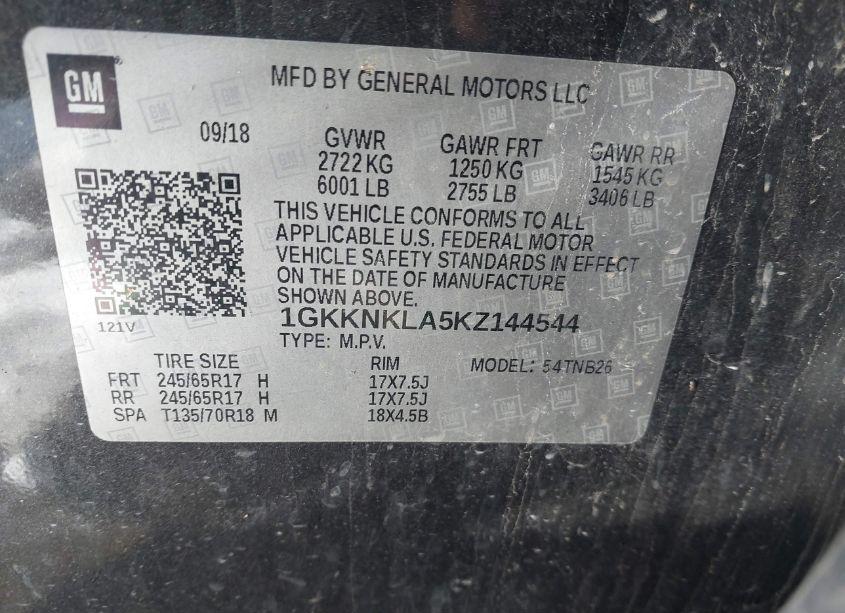 GM
MFD BY GENERAL MOTORS LLC
09/18 GVWR GAWR FRT GAWR RR
2722 KG 1250 KG 1545 KG
6001 LB 2755 LB 3406 LB
THIS VEHICLE CONFORMS TO ALL
APPLICABLE U.S. FEDERAL MOTOR
VEHICLE SAFETY STANDARDS IN EFFECT
ON THE DATE OF MANUFACTURE
SHOWN ABOVE.
121V
1GKKNKLA5KZ144544
TYPE: M.P.V. MODEL: 54TNB26
TIRE SIZE RIM
FRT 245/65R17 H 17X7.5J
RR 245/65R17 H 17X7.5J
SPA T135/70R18 M 18X4.5B